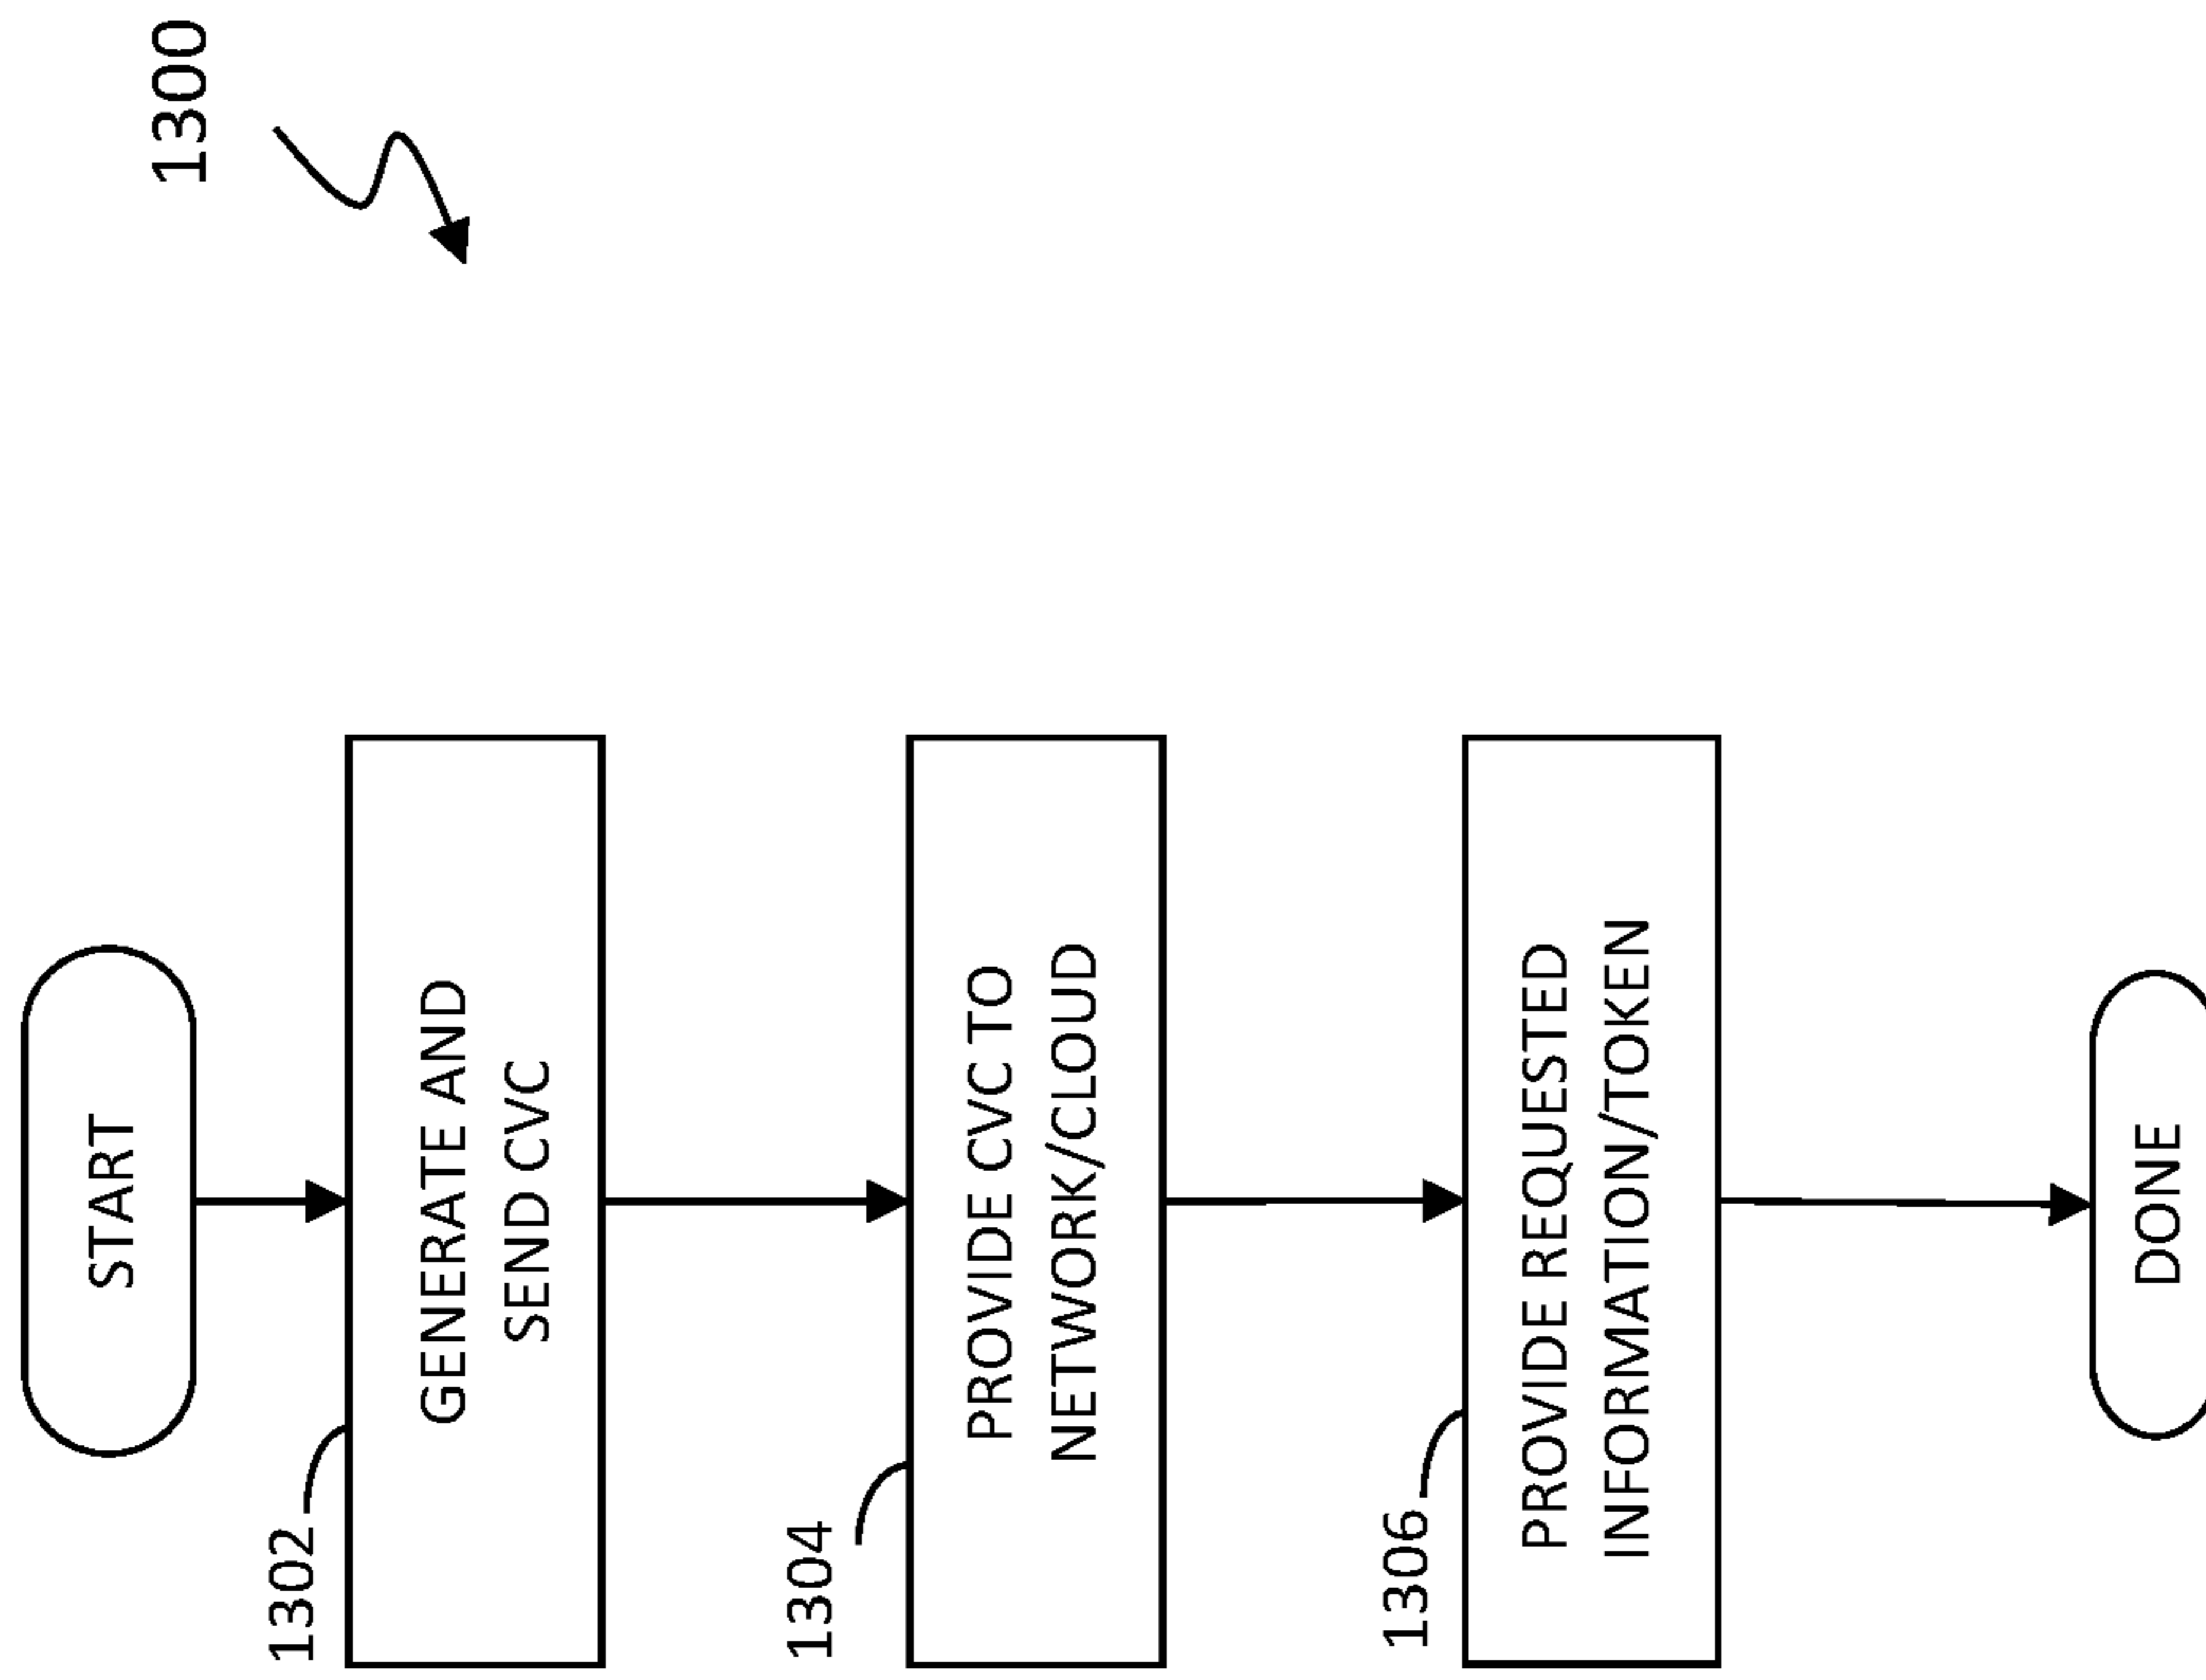 1300
START
1302
GENERATE AND
SEND CVC
1304
PROVIDE CVC TO
NETWORK/CLOUD
1306
PROVIDE REQUESTED
INFORMATION/TOKEN
DONE